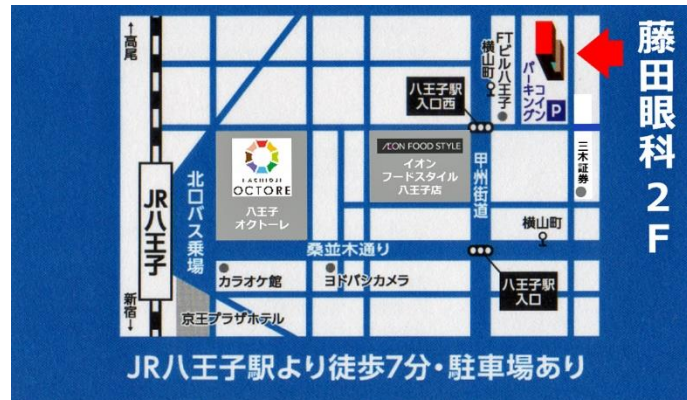 ↑高尾
JR八王子
新宿↓
北口バス乗場
HACHIOJI
OCTORE
八王子
オクトーレ
ÆON FOOD STYLE
イオン
フードスタイル
八王子店
八王子駅
入口西
横山町
FTビル八王子
コイン
パーキング
P
藤田眼科2F
三木証券
甲州街道
横山町
桑並木通り
カラオケ館
ヨドバシカメラ
八王子駅
入口
京王プラザホテル
JR八王子駅より徒歩7分・駐車場あり